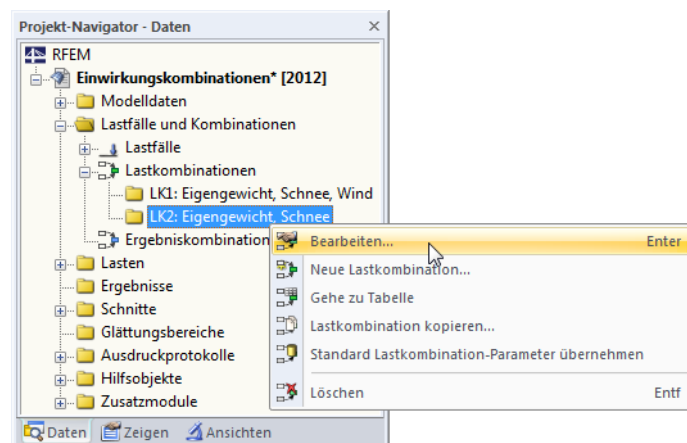 Projekt-Navigator - Daten
RFEM
Einwirkungskombinationen* [2012]
Modelldaten
Lastfälle und Kombinationen
Lastfälle
Lastkombinationen
LK1: Eigengewicht, Schnee, Wind
LK2: Eigengewicht, Schnee
Ergebniskombination
Lasten
Ergebnisse
Schnitte
Glättungsbereiche
Ausdruckprotokolle
Hilfsobjekte
Zusatzmodule
Daten Zeigen Ansichten
Bearbeiten... Enter
Neue Lastkombination...
Gehe zu Tabelle
Lastkombination kopieren...
Standard Lastkombination-Parameter übernehmen
Löschen Entf